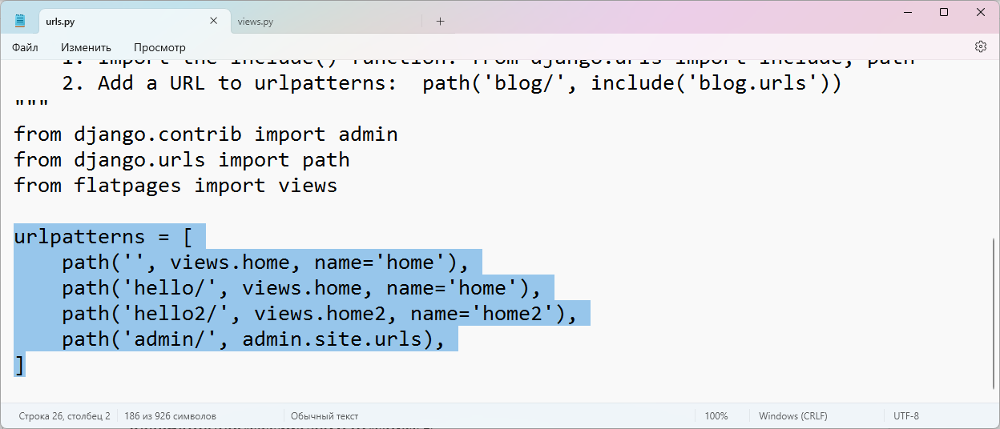 urls.py
views.py
Файл Изменить Просмотр
1. Import the include() function: from django.urls import include, path
2. Add a URL to urlpatterns:  path('blog/', include('blog.urls'))
"""
from django.contrib import admin
from django.urls import path
from flatpages import views
urlpatterns = [
    path('', views.home, name='home'),
    path('hello/', views.home, name='home'),
    path('hello2/', views.home2, name='home2'),
    path('admin/', admin.site.urls),
]
Строка 26, столбец 2 186 из 926 символов Обычный текст 100% Windows (CRLF) UTF-8